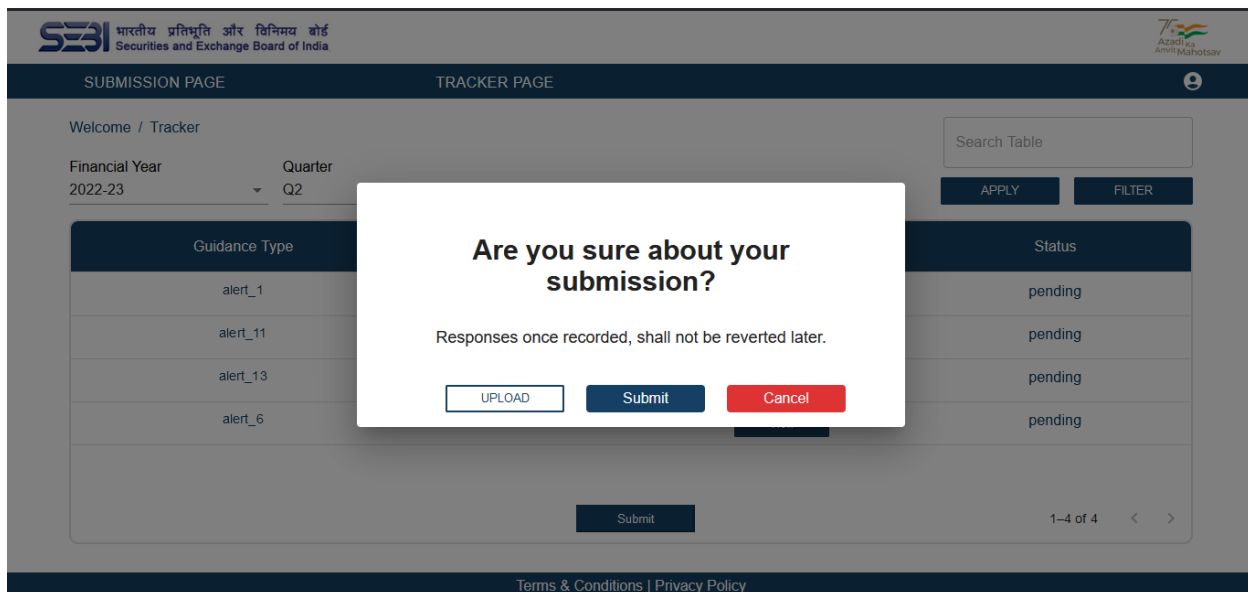 SEBI
भारतीय प्रतिभूति और विनिमय बोर्ड
Securities and Exchange Board of India
75
Azadi Ka
Amrit Mahotsav
SUBMISSION PAGE
TRACKER PAGE
Welcome / Tracker
Search Table
Financial Year
Quarter
2022-23
Q2
APPLY
FILTER
Guidance Type
Status
Are you sure about your
submission?
Responses once recorded, shall not be reverted later.
UPLOAD
Submit
Cancel
alert_1
pending
alert_11
pending
alert_13
pending
alert_6
pending
Submit
1–4 of 4
Terms & Conditions | Privacy Policy